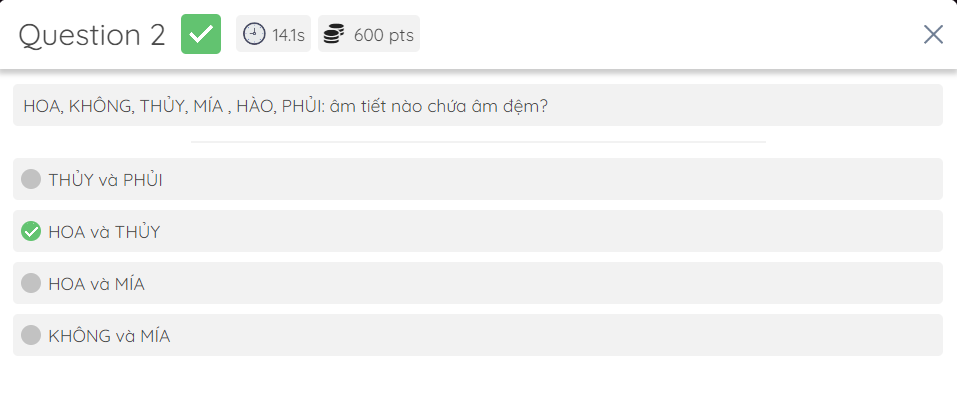 Question 2 14.1s 600 pts
HOA, KHÔNG, THỦY, MÍA , HÀO, PHỦI: âm tiết nào chứa âm đệm?
THỦY và PHỦI
HOA và THỦY
HOA và MÍA
KHÔNG và MÍA